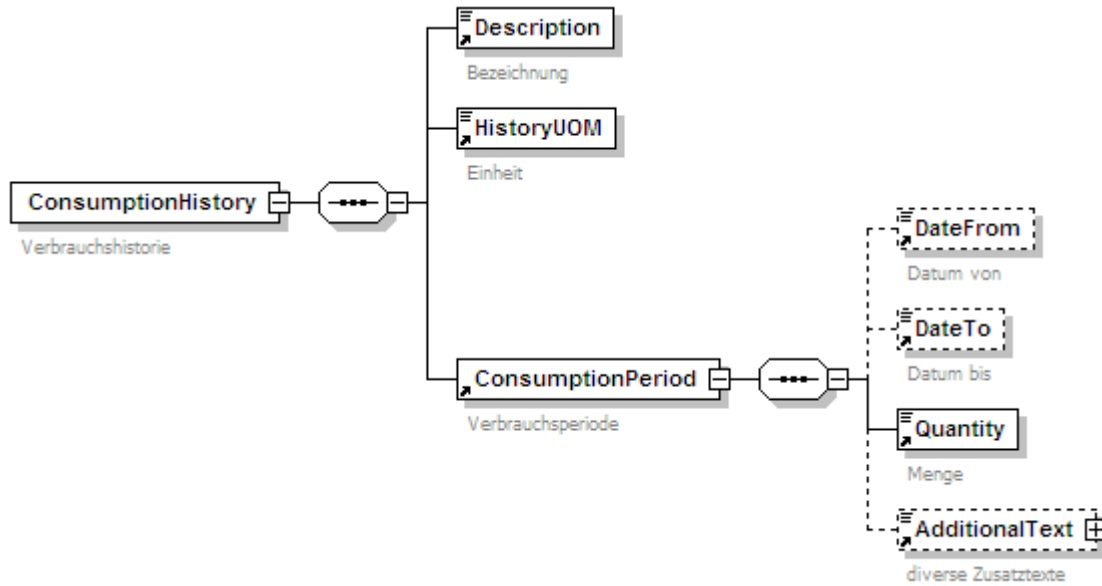 Description
Bezeichnung
HistoryUOM
Einheit
ConsumptionHistory
Verbrauchshistorie
DateFrom
Datum von
DateTo
Datum bis
ConsumptionPeriod
Verbrauchsperiode
Quantity
Menge
AdditionalText
diverse Zusatztexte